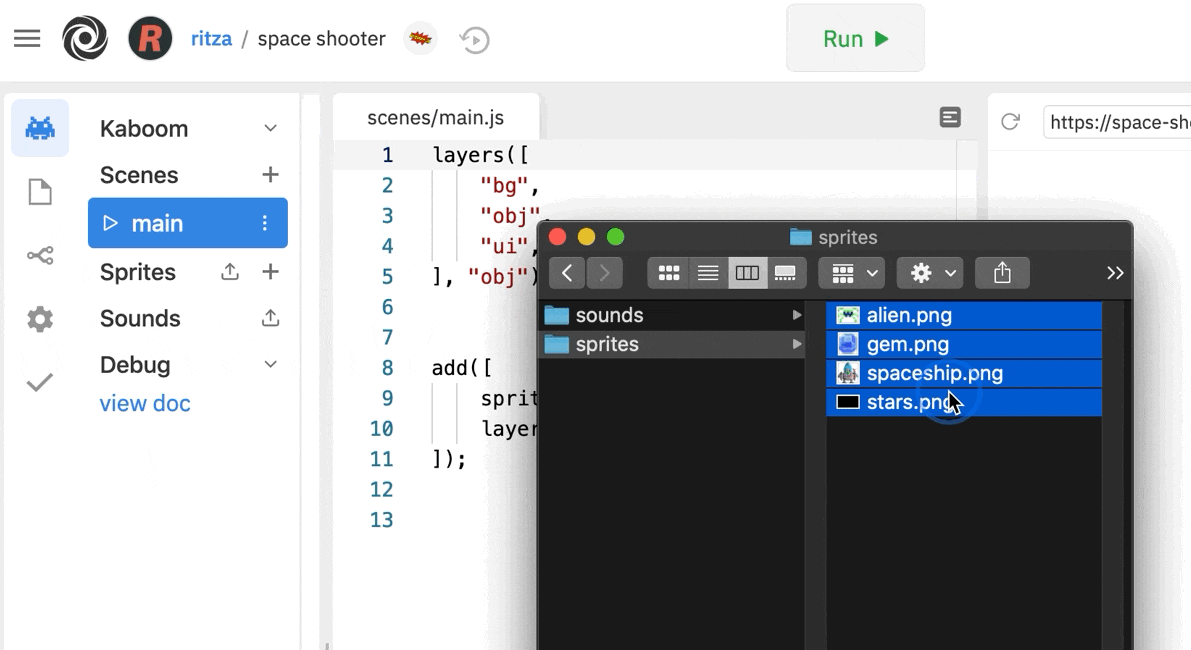 ritza / space shooter
Run
Kaboom
Scenes
main
Sprites
Sounds
Debug
view doc
scenes/main.js
1 layers([
2 "bg",
3 "obj",
4 "ui",
5 ], "obj")
6
7
8 add([
9
10
11 ]);
12
13
https://space-sh
sprites
sounds
sprites
alien.png
gem.png
spaceship.png
stars.png